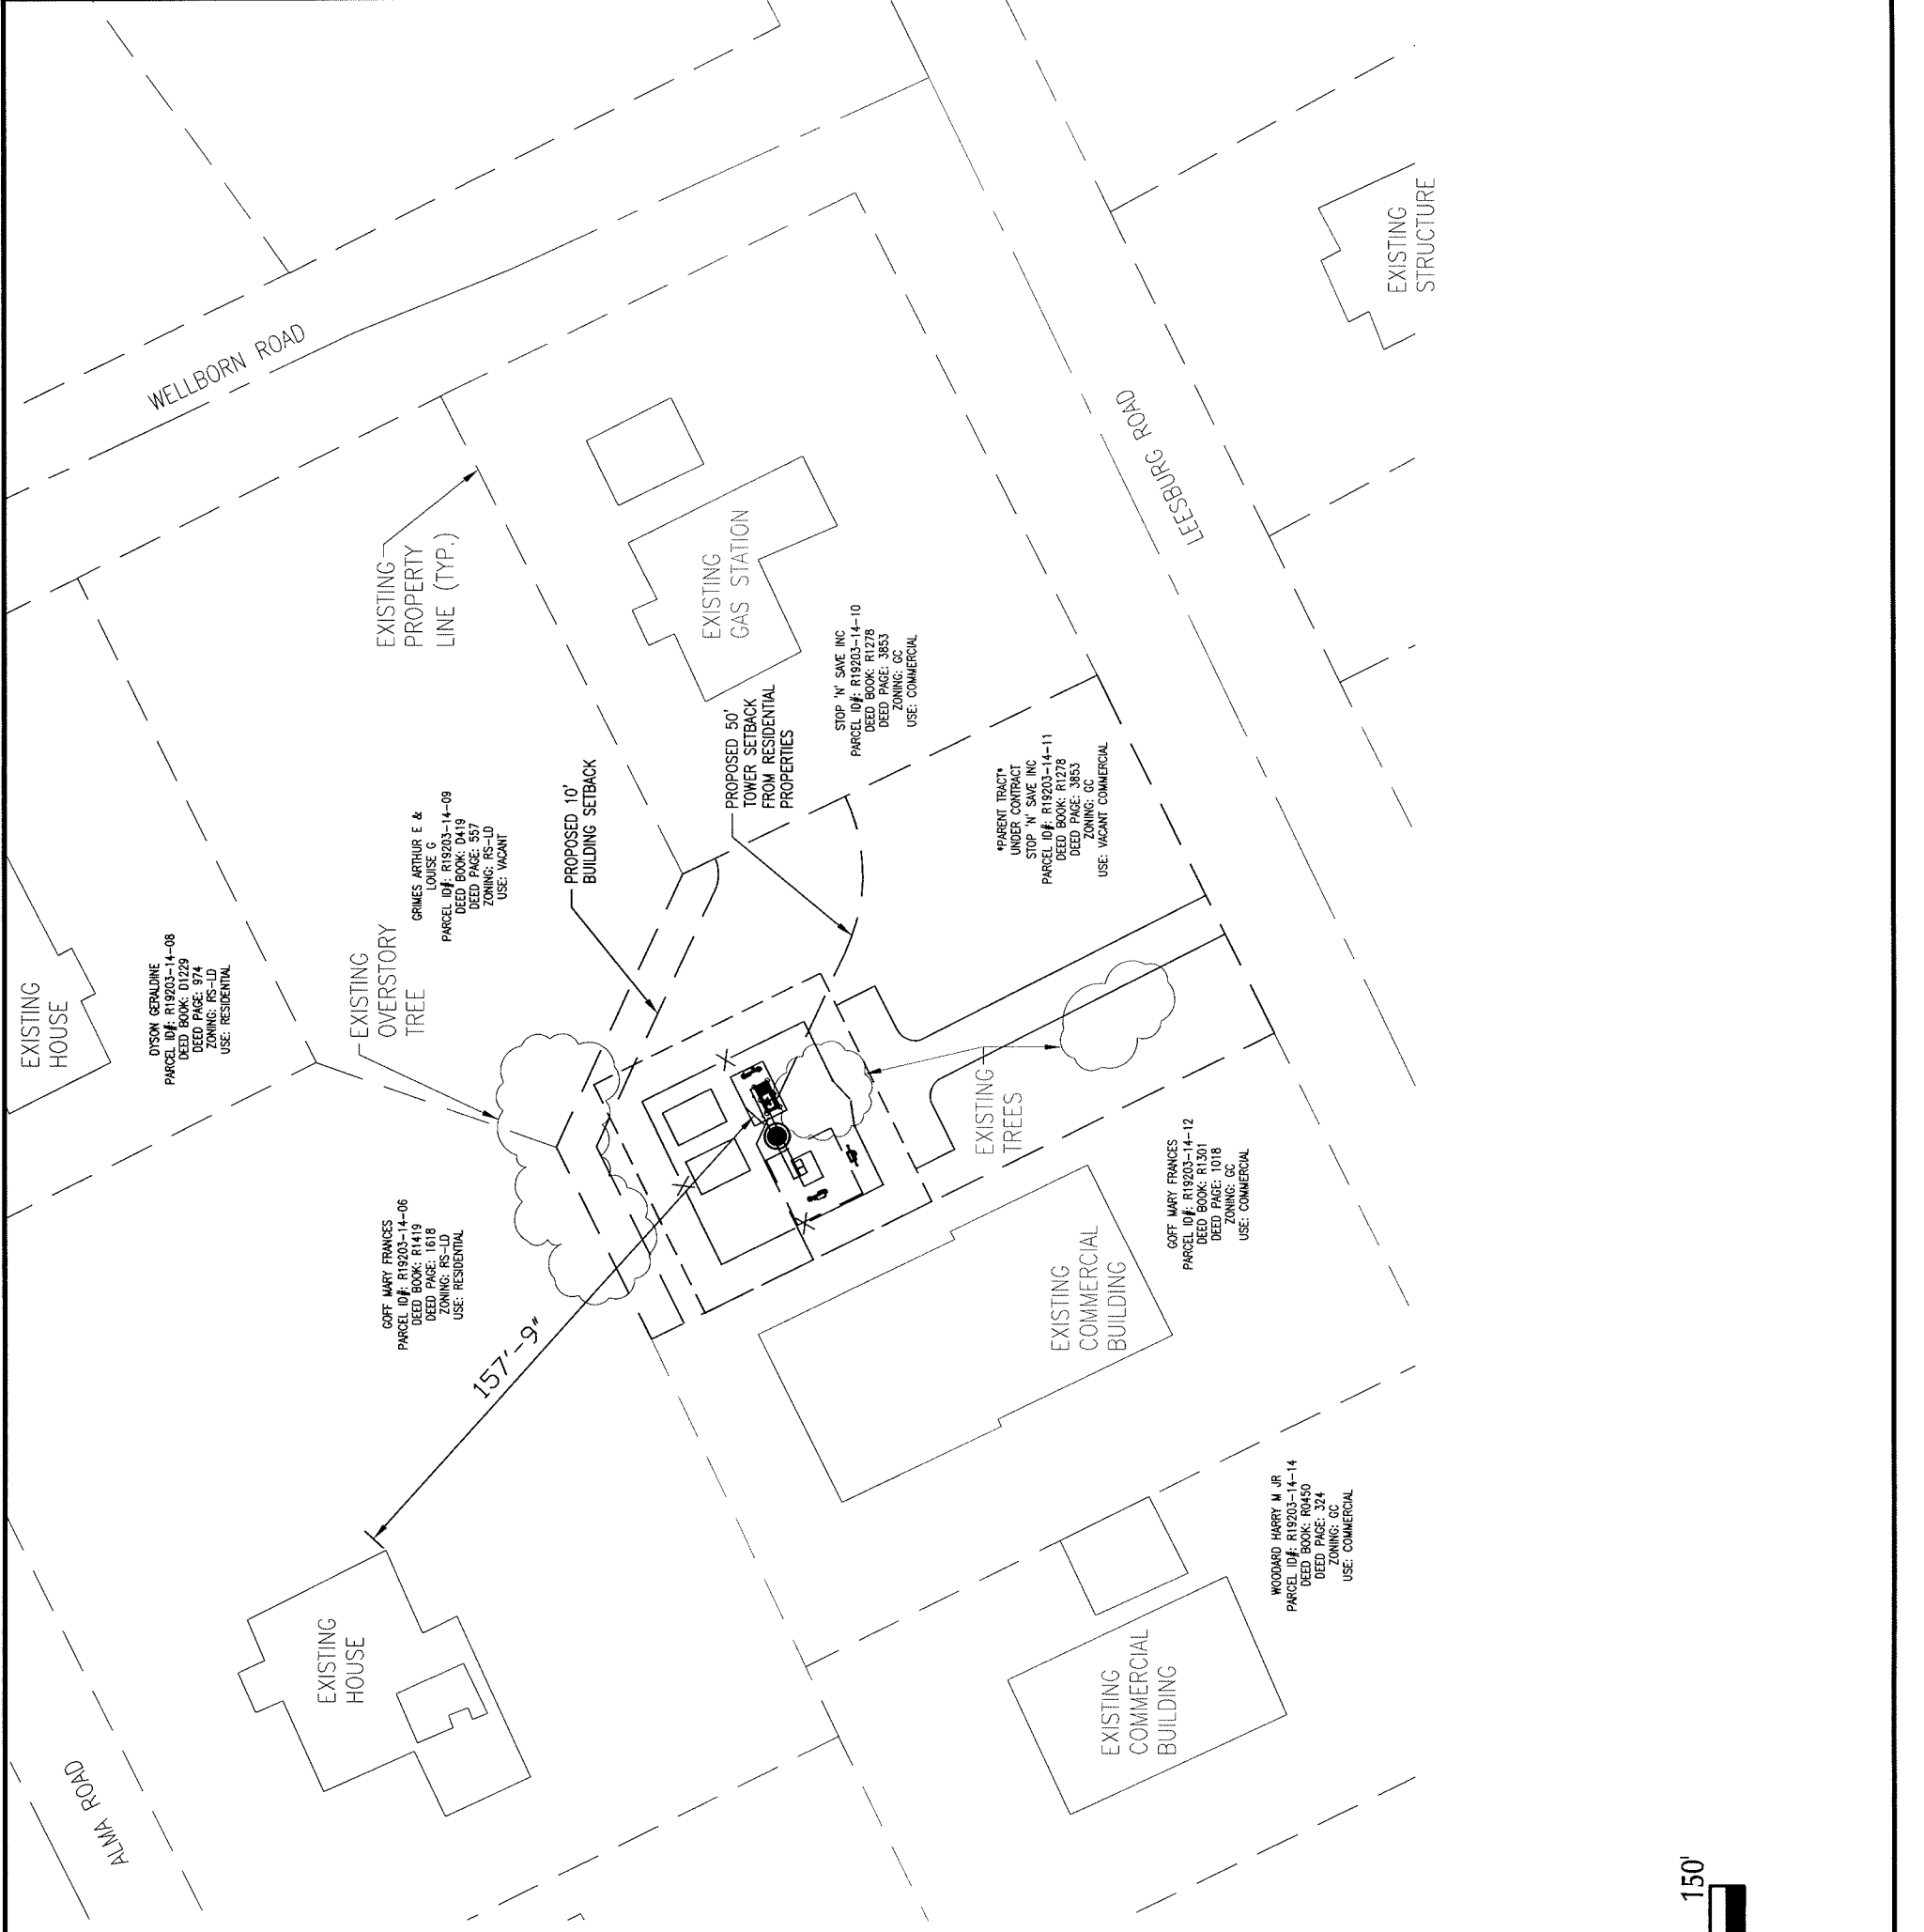 WELLBORN ROAD
LEESBURG ROAD
ALMA ROAD
EXISTING
STRUCTURE
EXISTING
PROPERTY
LINE (TYP.)
EXISTING
GAS STATION
STOP 'N' SAVE INC
PARCEL ID#: R19203-14-10
DEED BOOK: R1278
DEED PAGE: 3853
ZONING: GC
USE: COMMERCIAL
PROPOSED 50'
TOWER SETBACK
FROM RESIDENTIAL
PROPERTIES
PROPOSED 10'
BUILDING SETBACK
*PARENT TRACT*
UNDER CONTRACT
STOP 'N' SAVE INC
PARCEL ID#: R19203-14-11
DEED BOOK: R1278
DEED PAGE: 3853
ZONING: GC
USE: VACANT COMMERCIAL
GRIMES ARTHUR E &
LOUISE G
PARCEL ID#: R19203-14-09
DEED BOOK: D419
DEED PAGE: 557
ZONING: RS-LD
USE: VACANT
EXISTING
HOUSE
DYSON GERALDINE
PARCEL ID#: R19203-14-08
DEED BOOK: D1229
DEED PAGE: 974
ZONING: RS-LD
USE: RESIDENTIAL
EXISTING
OVERSTORY
TREE
EXISTING
TREES
GOFF MARY FRANCES
PARCEL ID#: R19203-14-06
DEED BOOK: R1419
DEED PAGE: 1618
ZONING: RS-LD
USE: RESIDENTIAL
157'-9"
GOFF MARY FRANCES
PARCEL ID#: R19203-14-12
DEED BOOK: R1301
DEED PAGE: 1018
ZONING: GC
USE: COMMERCIAL
EXISTING
COMMERCIAL
BUILDING
EXISTING
HOUSE
WOODARD HARRY M JR
PARCEL ID#: R19203-14-14
DEED BOOK: R0450
DEED PAGE: 324
ZONING: GC
USE: COMMERCIAL
EXISTING
COMMERCIAL
BUILDING
150'